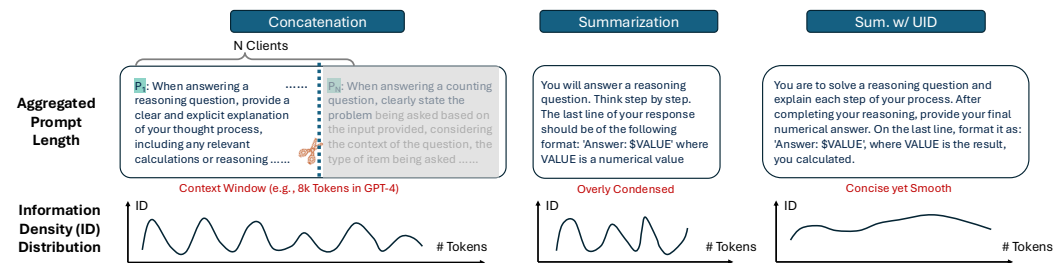 Concatenation
Summarization
Sum. w/ UID
N Clients
Aggregated
Prompt
Length
P1: When answering a ......
reasoning question, provide a
clear and explicit explanation
of your thought process,
including any relevant
calculations or reasoning ......
PN: When answering a counting
question, clearly state the
problem being asked based on
the input provided, considering
the context of the question, the
type of item being asked ......
You will answer a reasoning
question. Think step by step.
The last line of your response
should be of the following
format: 'Answer: $VALUE' where
VALUE is a numerical value
You are to solve a reasoning question and
explain each step of your process. After
completing your reasoning, provide your final
numerical answer. On the last line, format it as:
'Answer: $VALUE', where VALUE is the result,
you calculated.
Context Window (e.g., 8k Tokens in GPT-4)
Overly Condensed
Concise yet Smooth
Information
Density (ID)
Distribution
ID
# Tokens
ID
# Tokens
ID
# Tokens